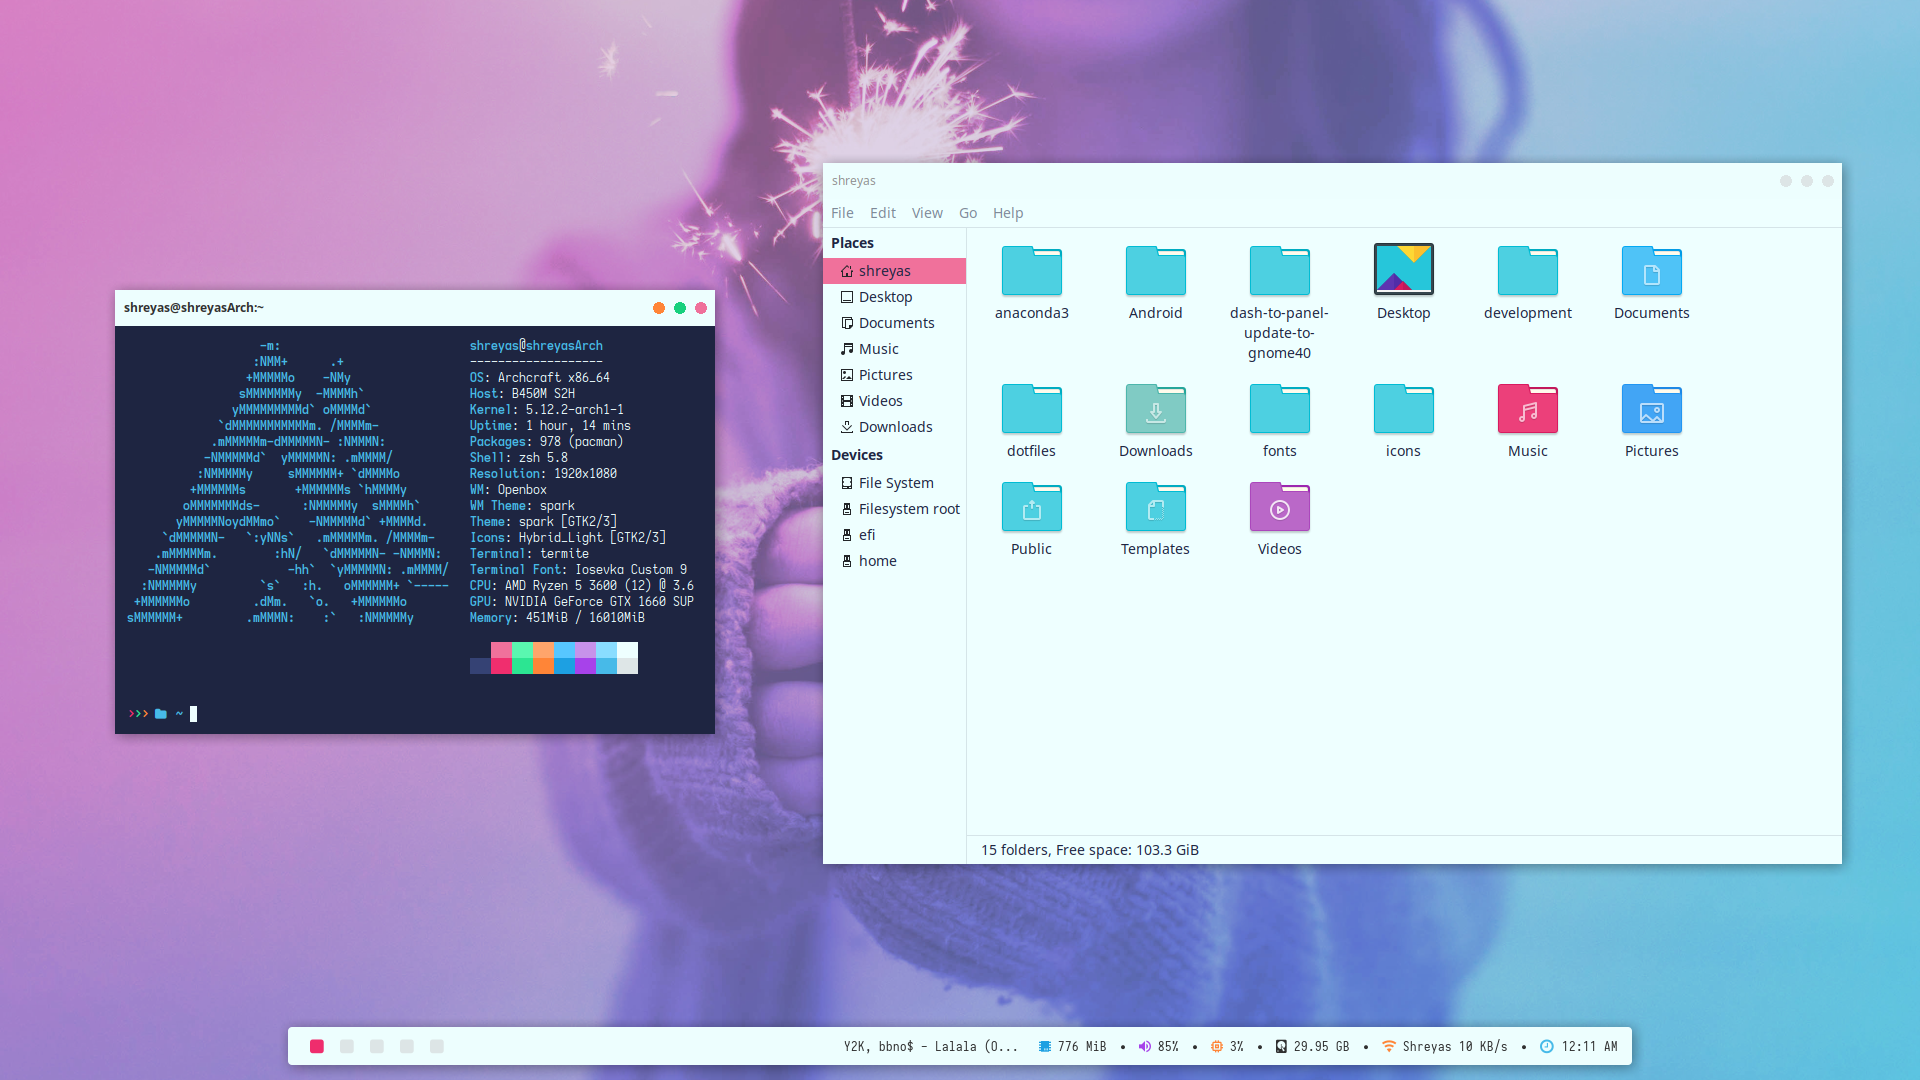 shreyas@shreyasArch:~
-m:
:NMM+ .+
+MMMMMo -NMy
sMMMMMMMy -MMMMh`
yMMMMMMMMMd` oMMMMd`
`dMMMMMMMMMMMm. /MMMMm-
.mMMMMMm-dMMMMMN- :NMMMN:
-NMMMMMd` yMMMMMN: .mMMMM/
:NMMMMMy sMMMMMM+ `dMMMMo
+MMMMMMs +MMMMMMs `hMMMMy
oMMMMMMMds- :NMMMMMy sMMMMh`
yMMMMMNoydMMmo` -NMMMMMd` +MMMMd.
`dMMMMMN- `:yNNs` .mMMMMMm. /MMMMm-
.mMMMMMm. :hN/ `dMMMMMN- -NMMMN:
-NMMMMMd` -hh` `yMMMMMN: .mMMMM/
:NMMMMMy `s` :h. oMMMMMM+ `-----
+MMMMMMo .dMm. `o. +MMMMMMo
sMMMMMM+ .mMMMN: :` :NMMMMMy
shreyas@shreyasArch
-------------------
OS: Archcraft x86_64
Host: B450M S2H
Kernel: 5.12.2-arch1-1
Uptime: 1 hour, 14 mins
Packages: 978 (pacman)
Shell: zsh 5.8
Resolution: 1920x1080
WM: Openbox
WM Theme: spark
Theme: spark [GTK2/3]
Icons: Hybrid_Light [GTK2/3]
Terminal: termite
Terminal Font: Iosevka Custom 9
CPU: AMD Ryzen 5 3600 (12) @ 3.6
GPU: NVIDIA GeForce GTX 1660 SUP
Memory: 451MiB / 16010MiB
››› ~
shreyas
File Edit View Go Help
Places
shreyas
Desktop
Documents
Music
Pictures
Videos
Downloads
Devices
File System
Filesystem root
efi
home
anaconda3
Android
dash-to-panel-
update-to-
gnome40
Desktop
development
Documents
dotfiles
Downloads
fonts
icons
Music
Pictures
Public
Templates
Videos
15 folders, Free space: 103.3 GiB
Y2K, bbno$ - Lalala (O... 776 MiB • 85% • 3% • 29.95 GB • Shreyas 10 KB/s • 12:11 AM